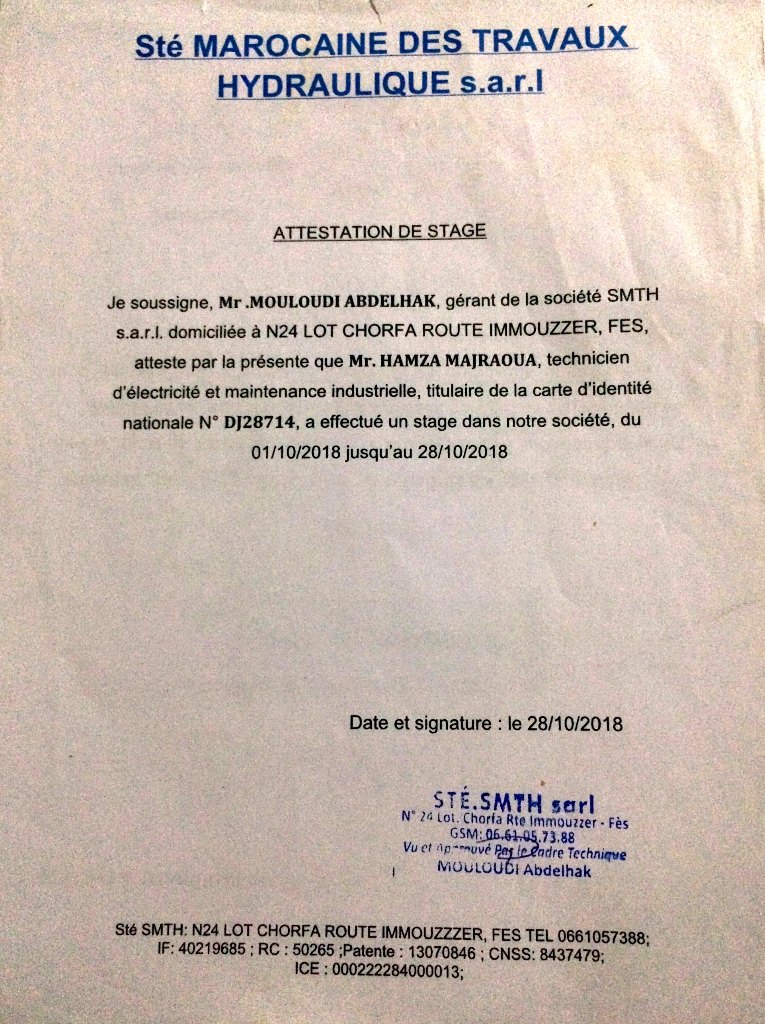 Sté MAROCAINE DES TRAVAUX
HYDRAULIQUE s.a.r.l
ATTESTATION DE STAGE
Je soussigne, Mr .MOULOUDI ABDELHAK, gérant de la société SMTH
s.a.r.l. domiciliée à N24 LOT CHORFA ROUTE IMMOUZZER, FES,
atteste par la présente que Mr. HAMZA MAJRAOUA, technicien
d'électricité et maintenance industrielle, titulaire de la carte d'identité
nationale N° DJ28714, a effectué un stage dans notre société, du
01/10/2018 jusqu'au 28/10/2018
Date et signature : le 28/10/2018
STÉ.SMTH sarl
N° 24 Lot. Chorfa Rte Immouzzer - Fès
GSM: 06.61.05.73.88
Vu et Approuvé Par le Cadre Technique
MOULOUDI Abdelhak
Sté SMTH: N24 LOT CHORFA ROUTE IMMOUZZZER, FES TEL 0661057388;
IF: 40219685 ; RC : 50265 ;Patente : 13070846 ; CNSS: 8437479;
ICE : 000222284000013;